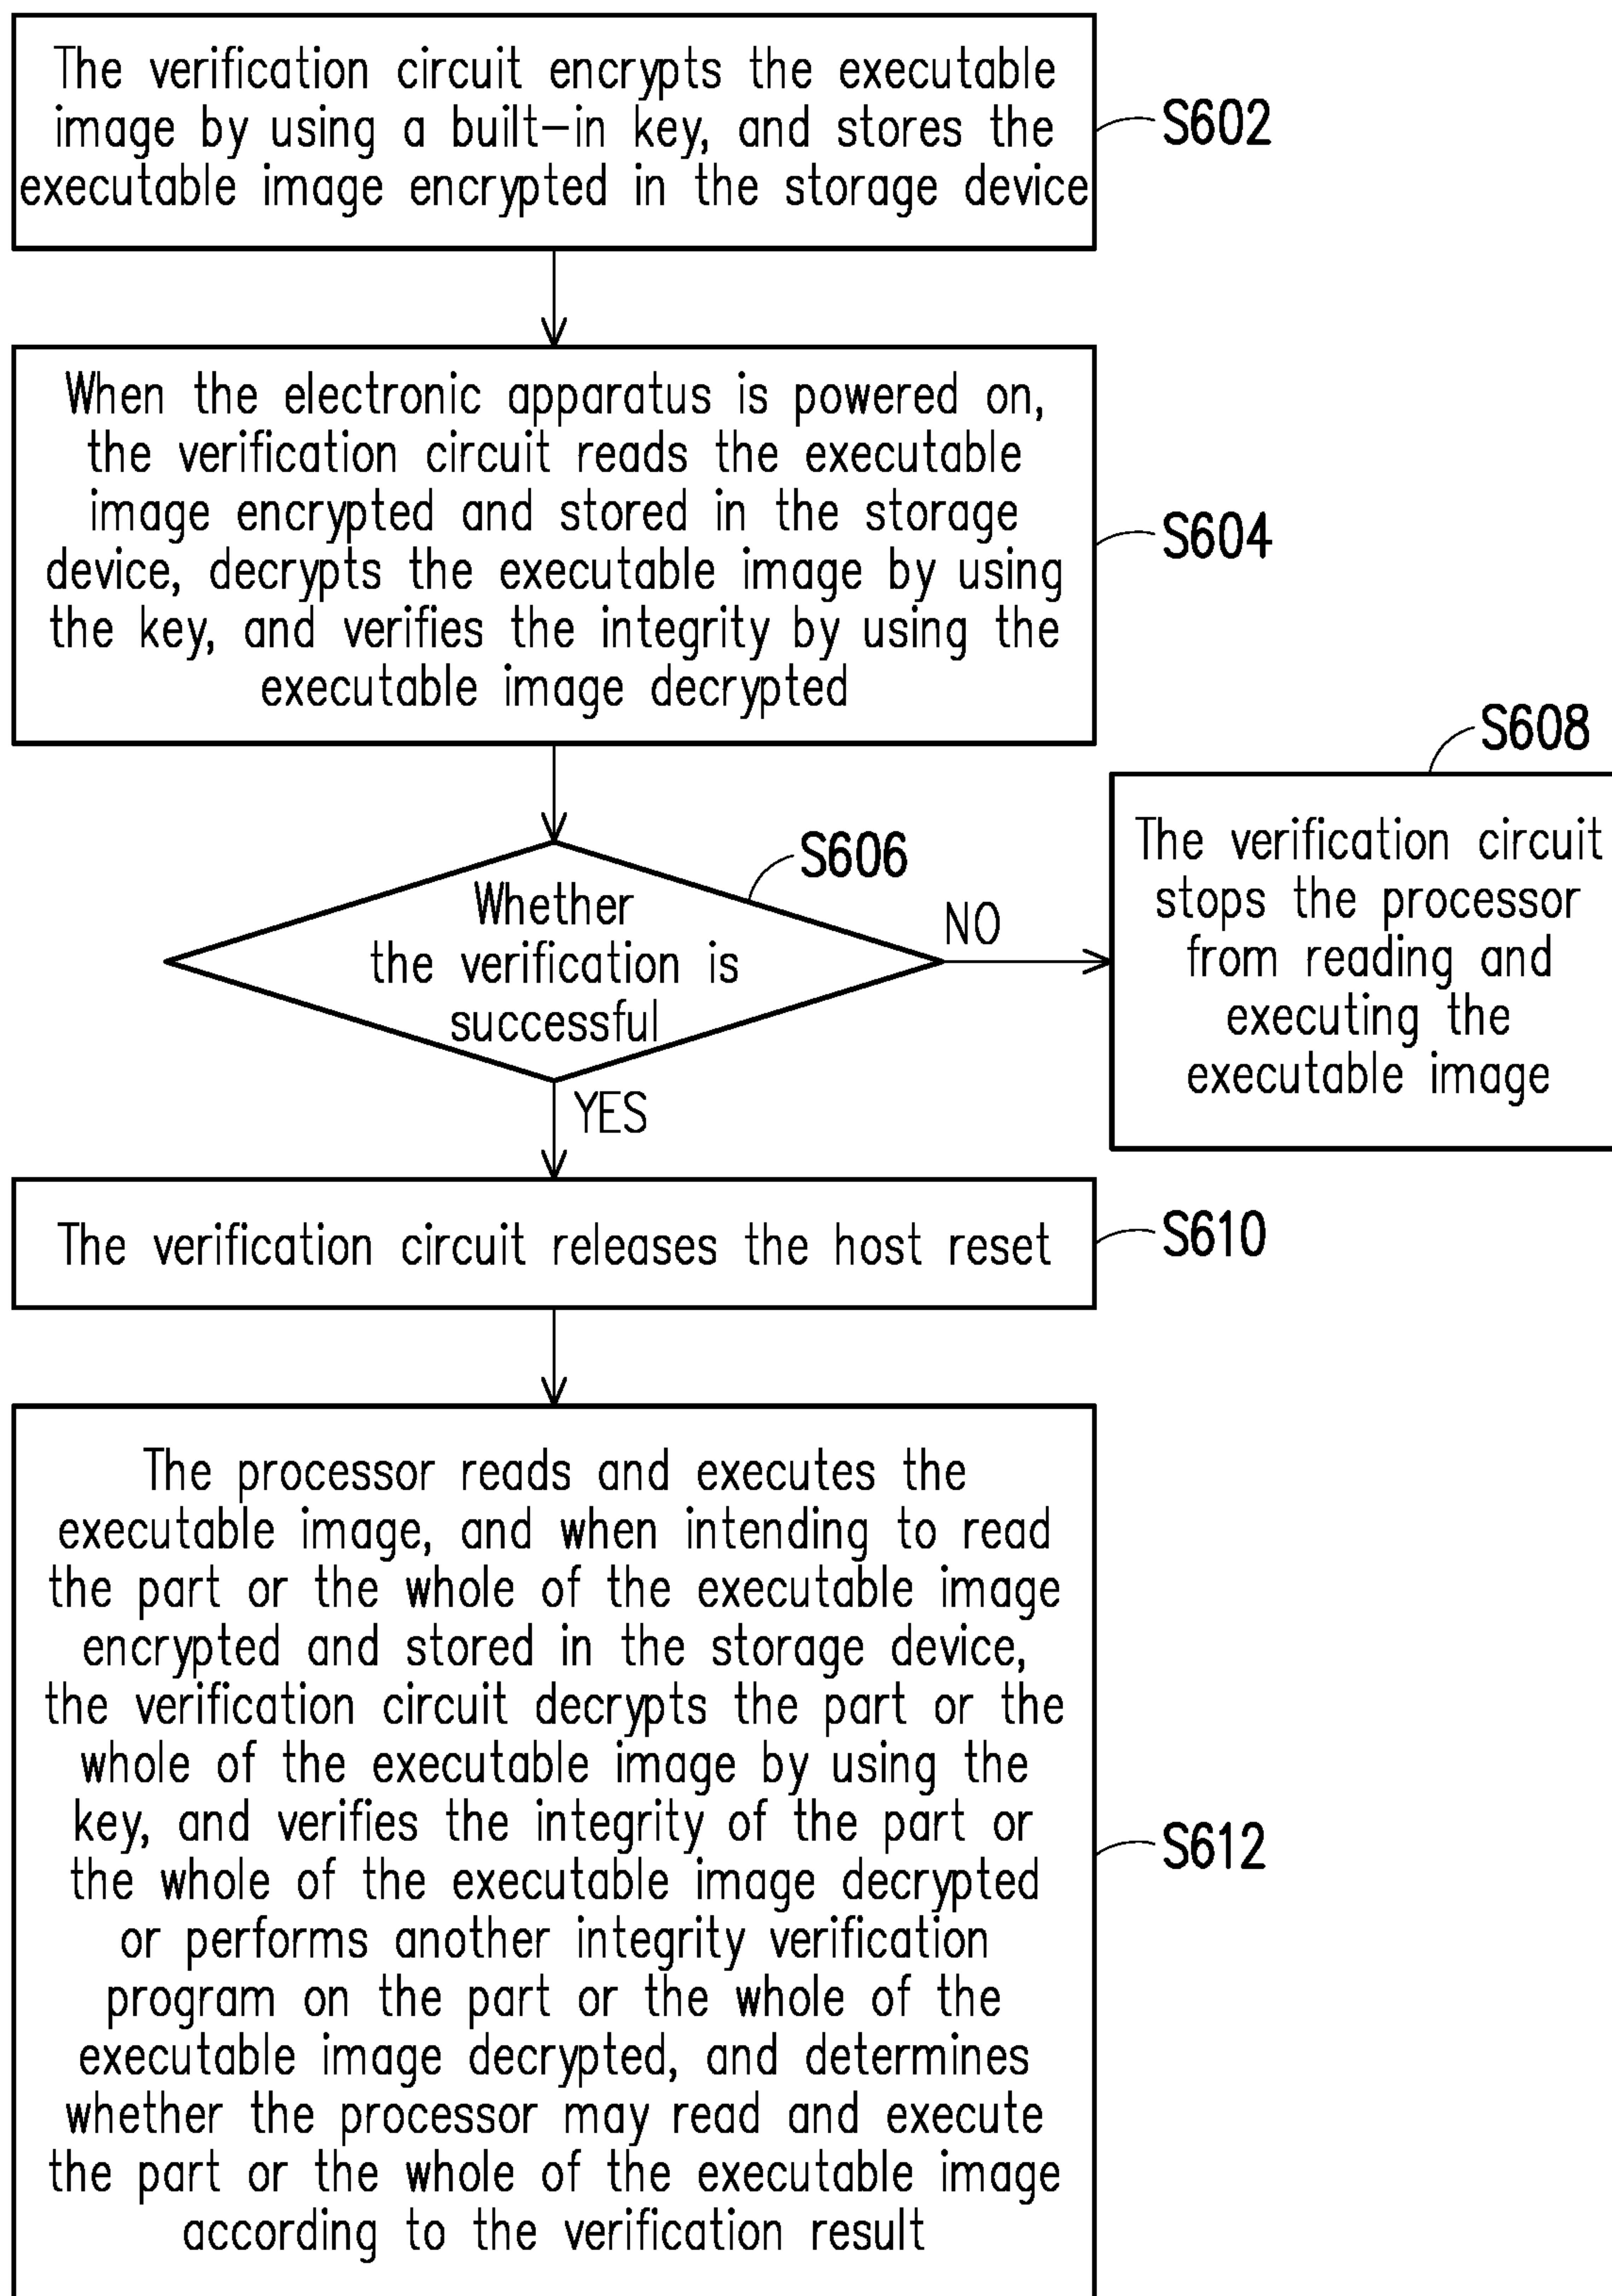 The verification circuit encrypts the executable
image by using a built-in key, and stores the
executable image encrypted in the storage device
S602
When the electronic apparatus is powered on,
the verification circuit reads the executable
image encrypted and stored in the storage
device, decrypts the executable image by using
the key, and verifies the integrity by using the
executable image decrypted
S604
S606
Whether
the verification is
successful
NO
S608
The verification circuit
stops the processor
from reading and
executing the
executable image
YES
The verification circuit releases the host reset
S610
The processor reads and executes the
executable image, and when intending to read
the part or the whole of the executable image
encrypted and stored in the storage device,
the verification circuit decrypts the part or the
whole of the executable image by using the
key, and verifies the integrity of the part or
the whole of the executable image decrypted
or performs another integrity verification
program on the part or the whole of the
executable image decrypted, and determines
whether the processor may read and execute
the part or the whole of the executable image
according to the verification result
S612